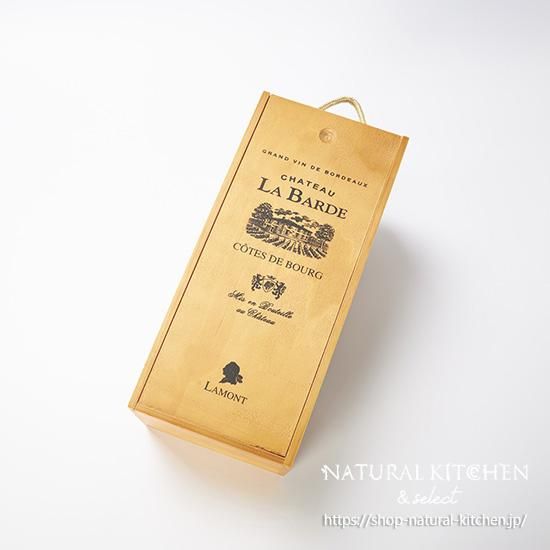 GRAND VIN DE BORDEAUX
CHATEAU
LA BARDE
CÔTES DE BOURG
Mis en Bouteille
au Château
LAMONT
NATURAL KITCHEN
& select
https://shop-natural-kitchen.jp/